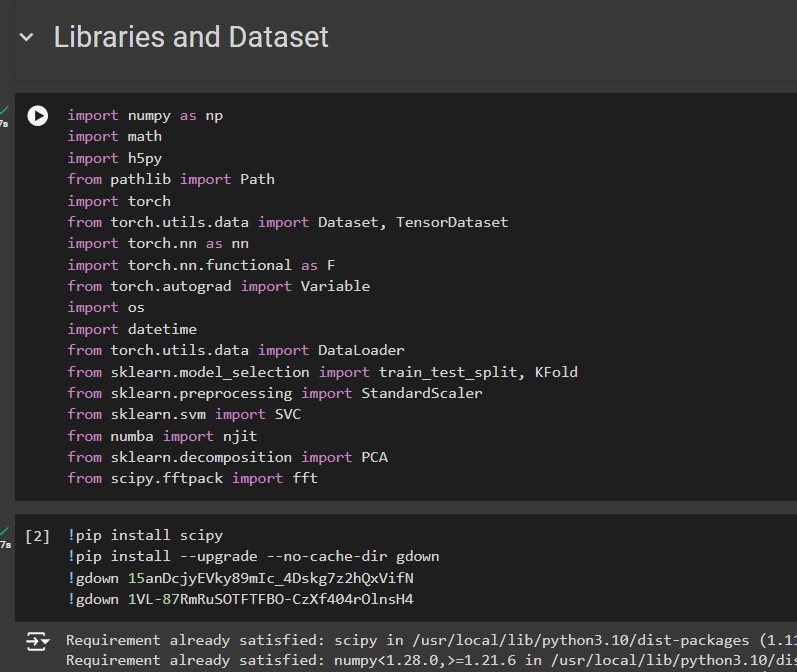 Libraries and Dataset
7s
import numpy as np
import math
import h5py
from pathlib import Path
import torch
from torch.utils.data import Dataset, TensorDataset
import torch.nn as nn
import torch.nn.functional as F
from torch.autograd import Variable
import os
import datetime
from torch.utils.data import DataLoader
from sklearn.model_selection import train_test_split, KFold
from sklearn.preprocessing import StandardScaler
from sklearn.svm import SVC
from numba import njit
from sklearn.decomposition import PCA
from scipy.fftpack import fft
7s
[2]
!pip install scipy
!pip install --upgrade --no-cache-dir gdown
!gdown 15anDcjyEVky89mIc_4Dskg7z2hQxVifN
!gdown 1VL-87RmRuSOTFTFBO-CzXf404rOlnsH4
Requirement already satisfied: scipy in /usr/local/lib/python3.10/dist-packages (1.11
Requirement already satisfied: numpy<1.28.0,>=1.21.6 in /usr/local/lib/python3.10/dis